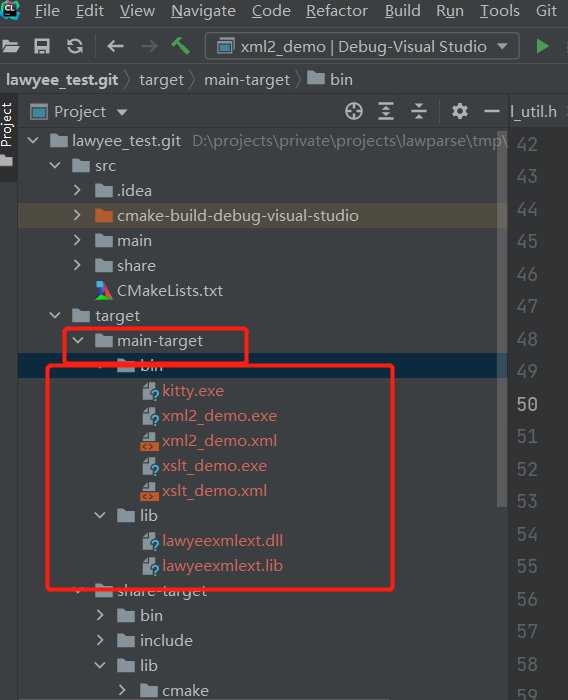 CL File Edit View Navigate Code Refactor Build Run Tools Git
xml2_demo | Debug-Visual Studio
lawyee_test.git target main-target bin
Project Project l_util.h
lawyee_test.git D:\projects\private\projects\lawparse\tmp\
src
.idea
cmake-build-debug-visual-studio
main
share
CMakeLists.txt
target
main-target
bin
kitty.exe
xml2_demo.exe
xml2_demo.xml
xslt_demo.exe
xslt_demo.xml
lib
lawyeexmlext.dll
lawyeexmlext.lib
share-target
bin
include
lib
cmake
42
43
44
45
46
47
48
49
50
51
52
53
54
55
56
57
58
59